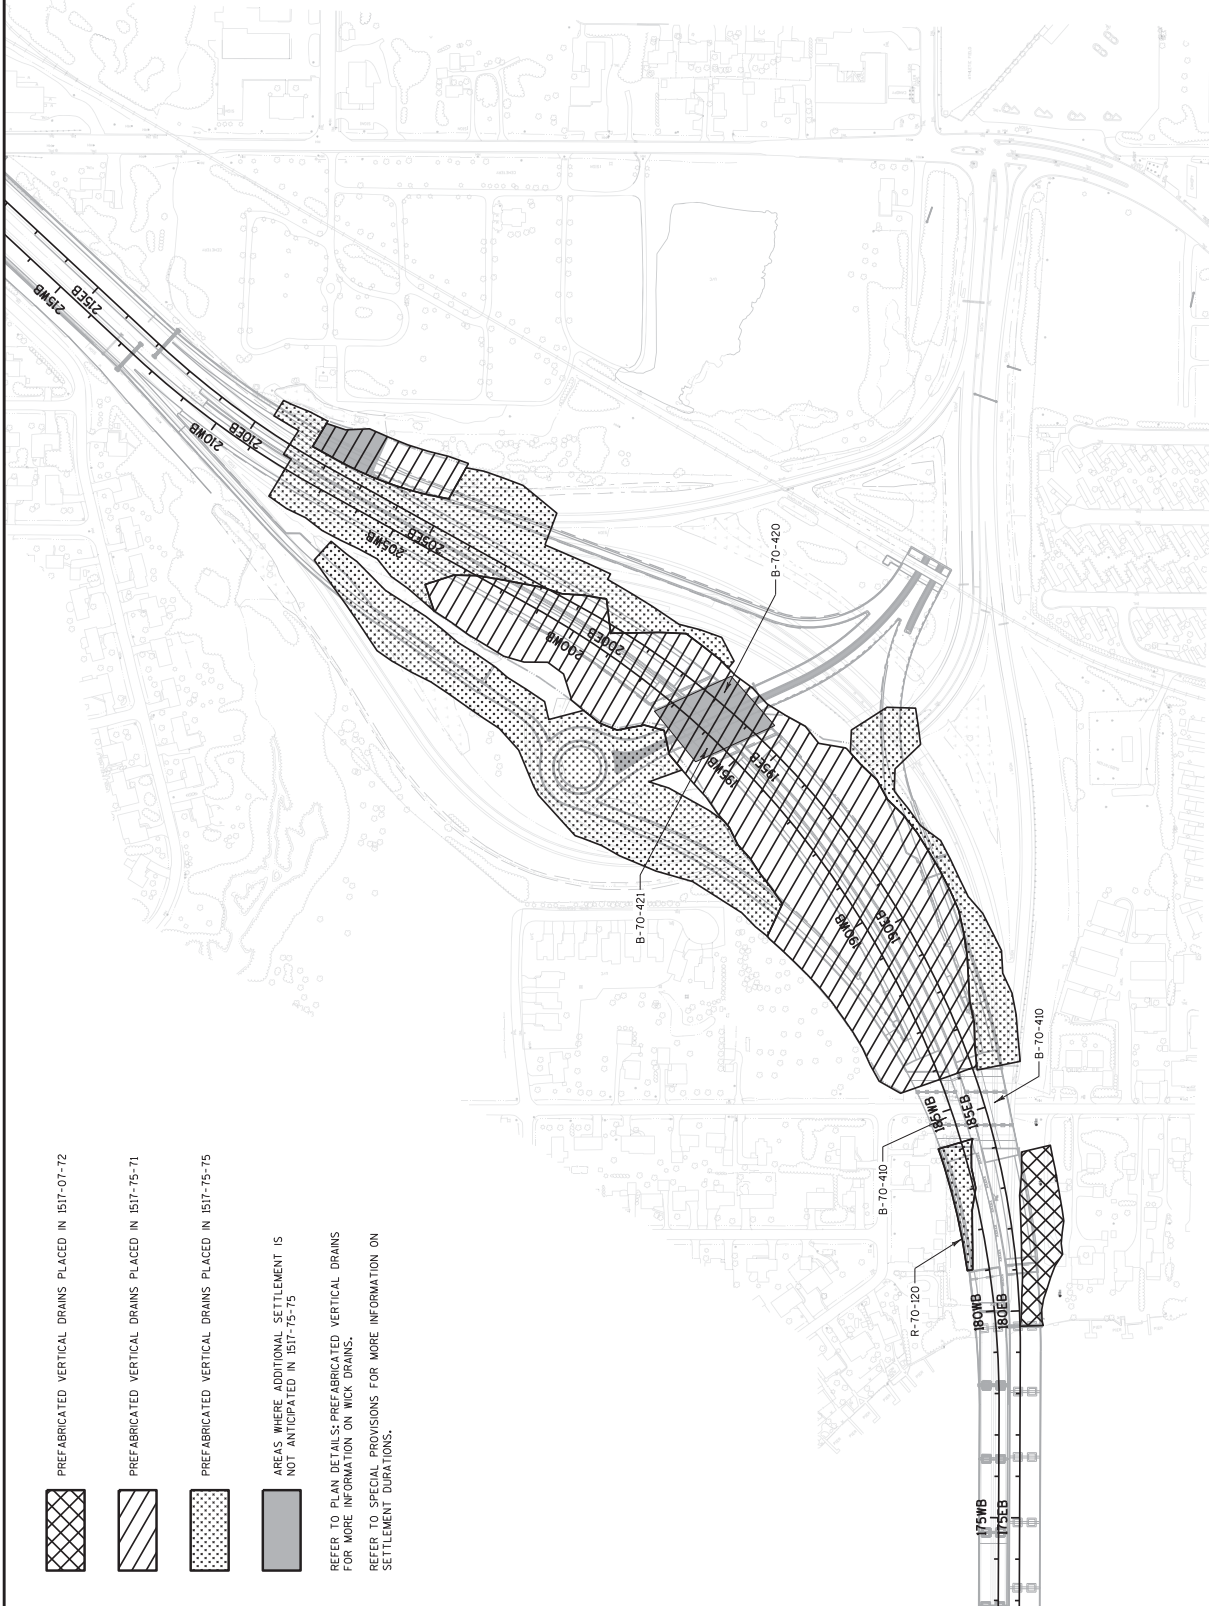 PREFABRICATED VERTICAL DRAINS PLACED IN 1517-07-72
PREFABRICATED VERTICAL DRAINS PLACED IN 1517-75-71
PREFABRICATED VERTICAL DRAINS PLACED IN 1517-75-75
AREAS WHERE ADDITIONAL SETTLEMENT IS
NOT ANTICIPATED IN 1517-75-75
REFER TO PLAN DETAILS: PREFABRICATED VERTICAL DRAINS
FOR MORE INFORMATION ON WICK DRAINS.
REFER TO SPECIAL PROVISIONS FOR MORE INFORMATION ON
SETTLEMENT DURATIONS.
175WB
175EB
180WB
180EB
R-70-120
B-70-410
185WB
185EB
B-70-410
190WB
190EB
B-70-421
195WB
195EB
B-70-420
200WB
200EB
205WB
205EB
210WB
210EB
215WB
215EB